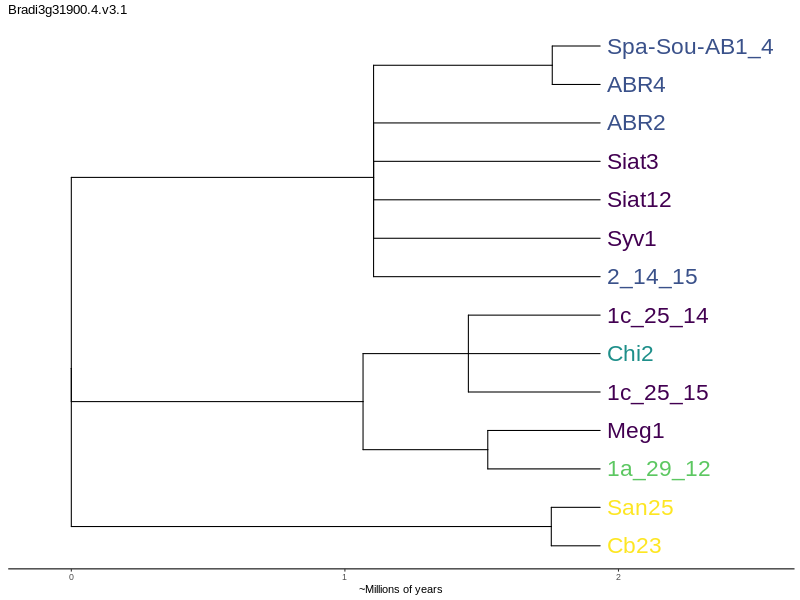 Bradi3g31900.4.v3.1
Spa-Sou-AB1_4
ABR4
ABR2
Siat3
Siat12
Syv1
2_14_15
1c_25_14
Chi2
1c_25_15
Meg1
1a_29_12
San25
Cb23
0 1 2
~Millions of years